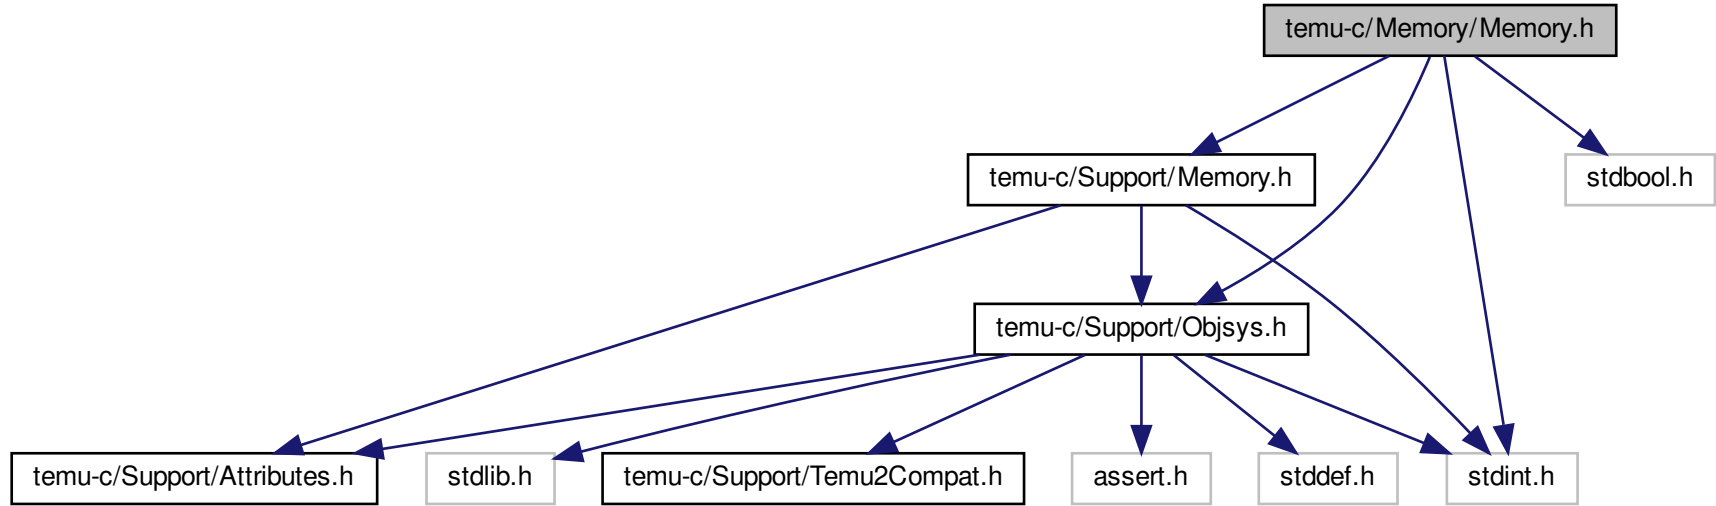 temu-c/Memory/Memory.h
temu-c/Support/Memory.h
stdbool.h
temu-c/Support/Objsys.h
temu-c/Support/Attributes.h
stdlib.h
temu-c/Support/Temu2Compat.h
assert.h
stddef.h
stdint.h